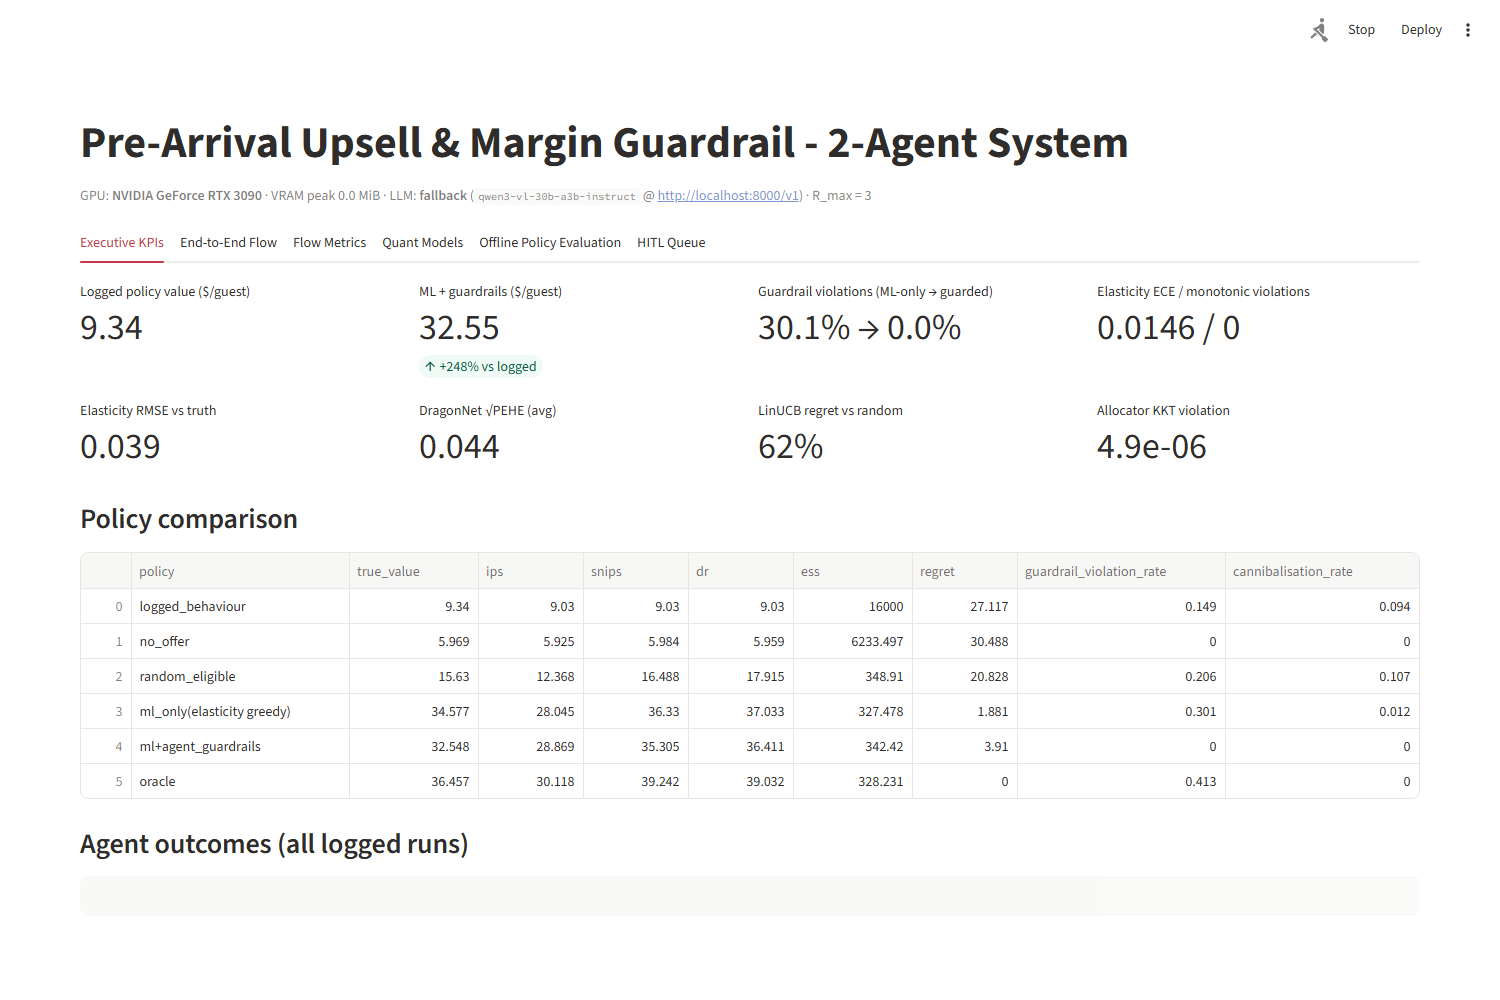 Stop Deploy
Pre-Arrival Upsell & Margin Guardrail - 2-Agent System
GPU: NVIDIA GeForce RTX 3090 · VRAM peak 0.0 MiB · LLM: fallback ( qwen3-vl-30b-a3b-instruct @ http://localhost:8000/v1) · R_max = 3
Executive KPIs End-to-End Flow Flow Metrics Quant Models Offline Policy Evaluation HITL Queue
Logged policy value ($/guest) ML + guardrails ($/guest) Guardrail violations (ML-only → guarded) Elasticity ECE / monotonic violations
9.34 32.55 30.1% → 0.0% 0.0146 / 0
↑ +248% vs logged
Elasticity RMSE vs truth DragonNet √PEHE (avg) LinUCB regret vs random Allocator KKT violation
0.039 0.044 62% 4.9e-06
Policy comparison
policy true_value ips snips dr ess regret guardrail_violation_rate cannibalisation_rate
0 logged_behaviour 9.34 9.03 9.03 9.03 16000 27.117 0.149 0.094
1 no_offer 5.969 5.925 5.984 5.959 6233.497 30.488 0 0
2 random_eligible 15.63 12.368 16.488 17.915 348.91 20.828 0.206 0.107
3 ml_only(elasticity greedy) 34.577 28.045 36.33 37.033 327.478 1.881 0.301 0.012
4 ml+agent_guardrails 32.548 28.869 35.305 36.411 342.42 3.91 0 0
5 oracle 36.457 30.118 39.242 39.032 328.231 0 0.413 0
Agent outcomes (all logged runs)